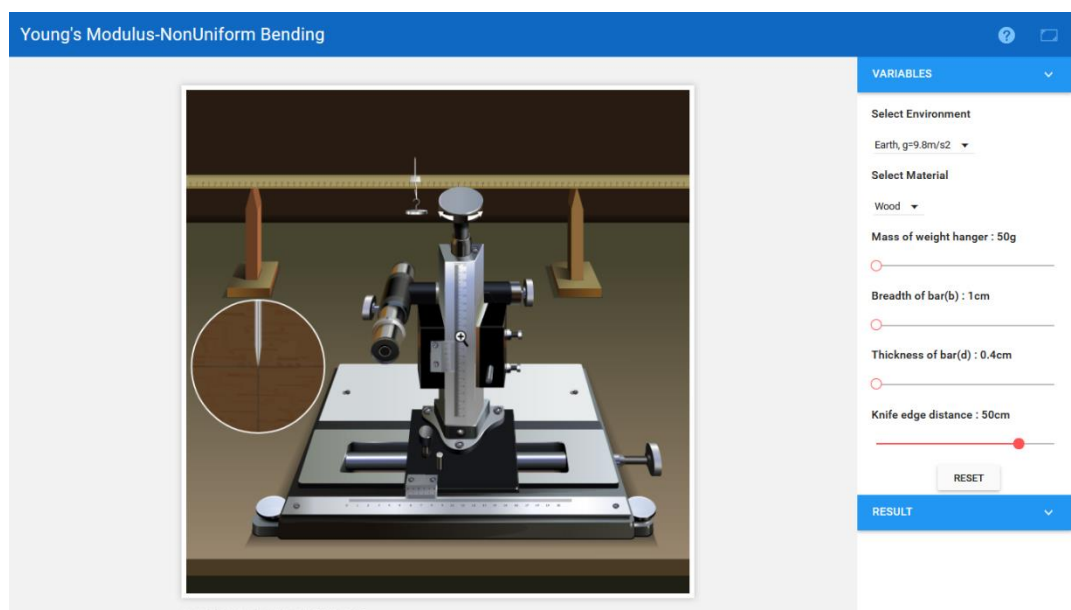 Young's Modulus-NonUniform Bending
VARIABLES
Select Environment
Earth, g=9.8m/s2
Select Material
Wood
Mass of weight hanger : 50g
Breadth of bar(b) : 1cm
Thickness of bar(d) : 0.4cm
Knife edge distance : 50cm
RESET
RESULT